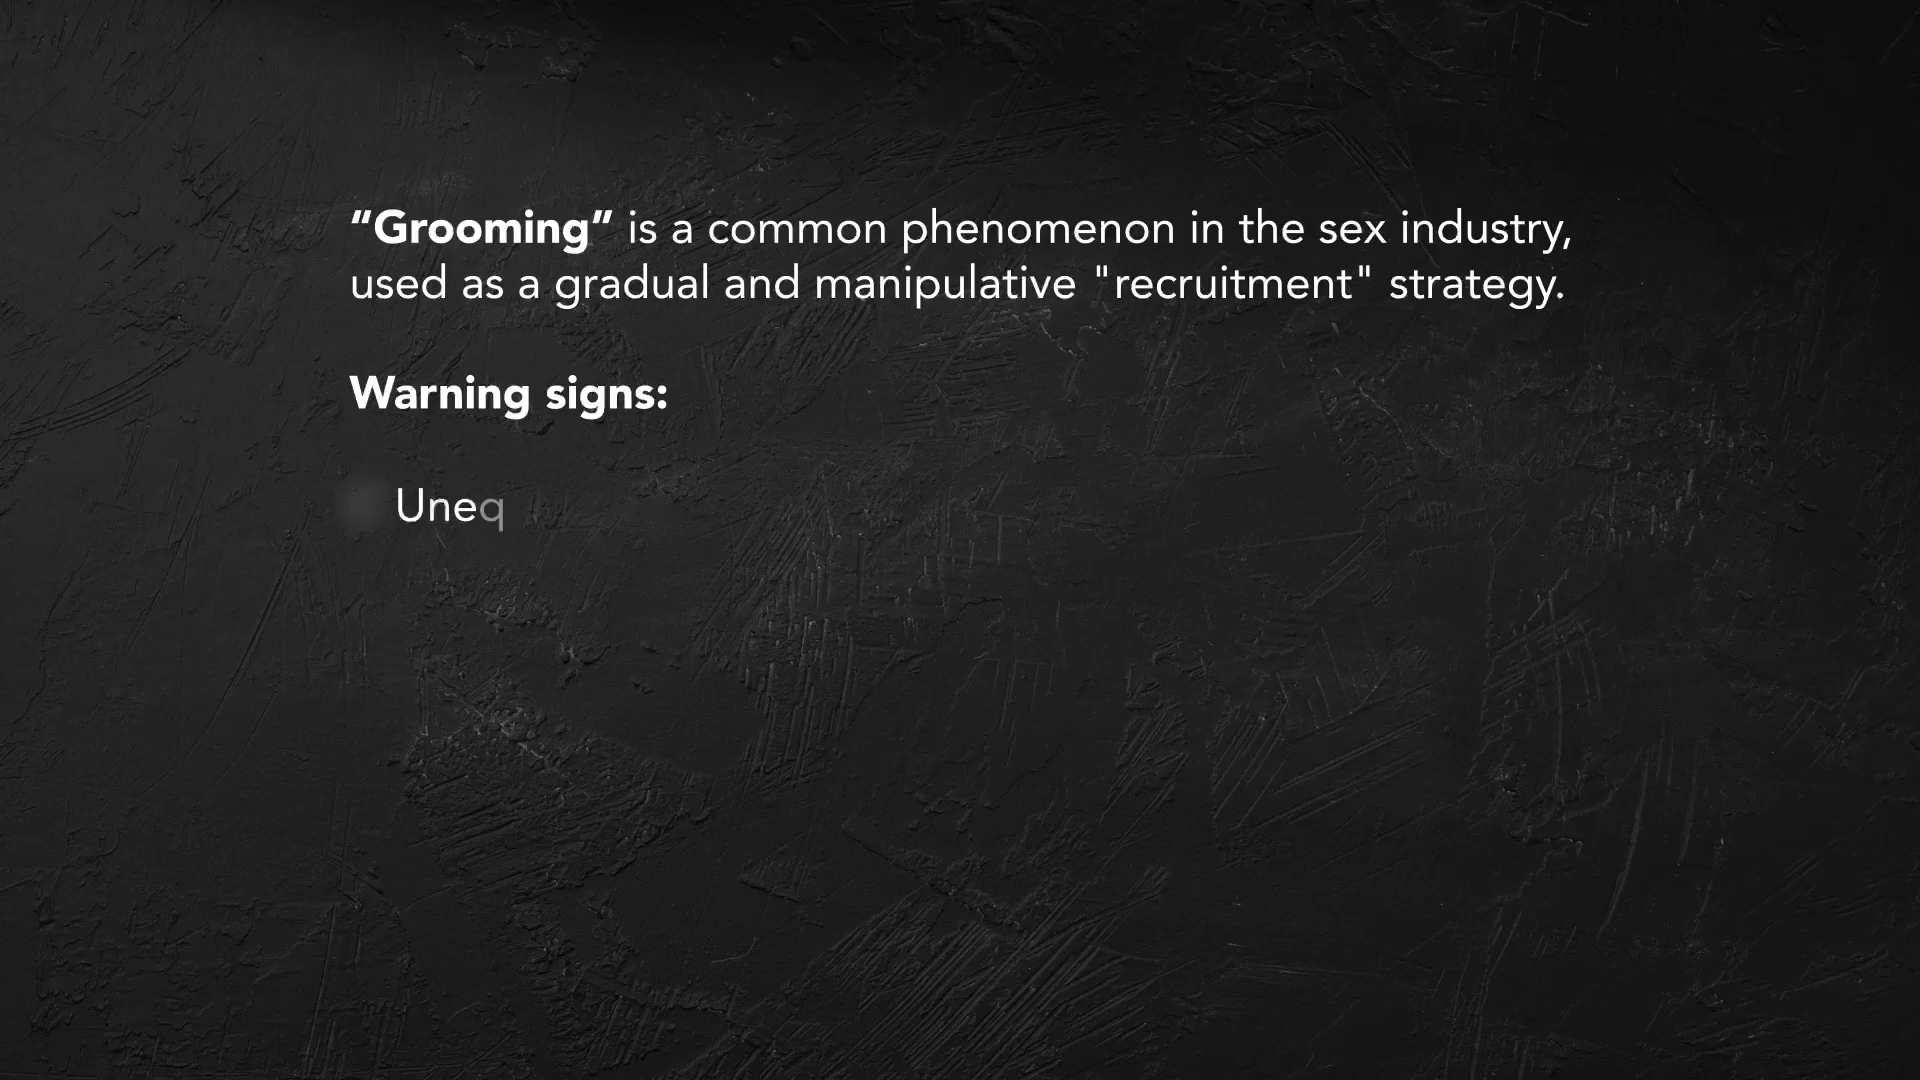 “Grooming” is a common phenomenon in the sex industry,
used as a gradual and manipulative "recruitment" strategy.
Warning signs:
Uneq